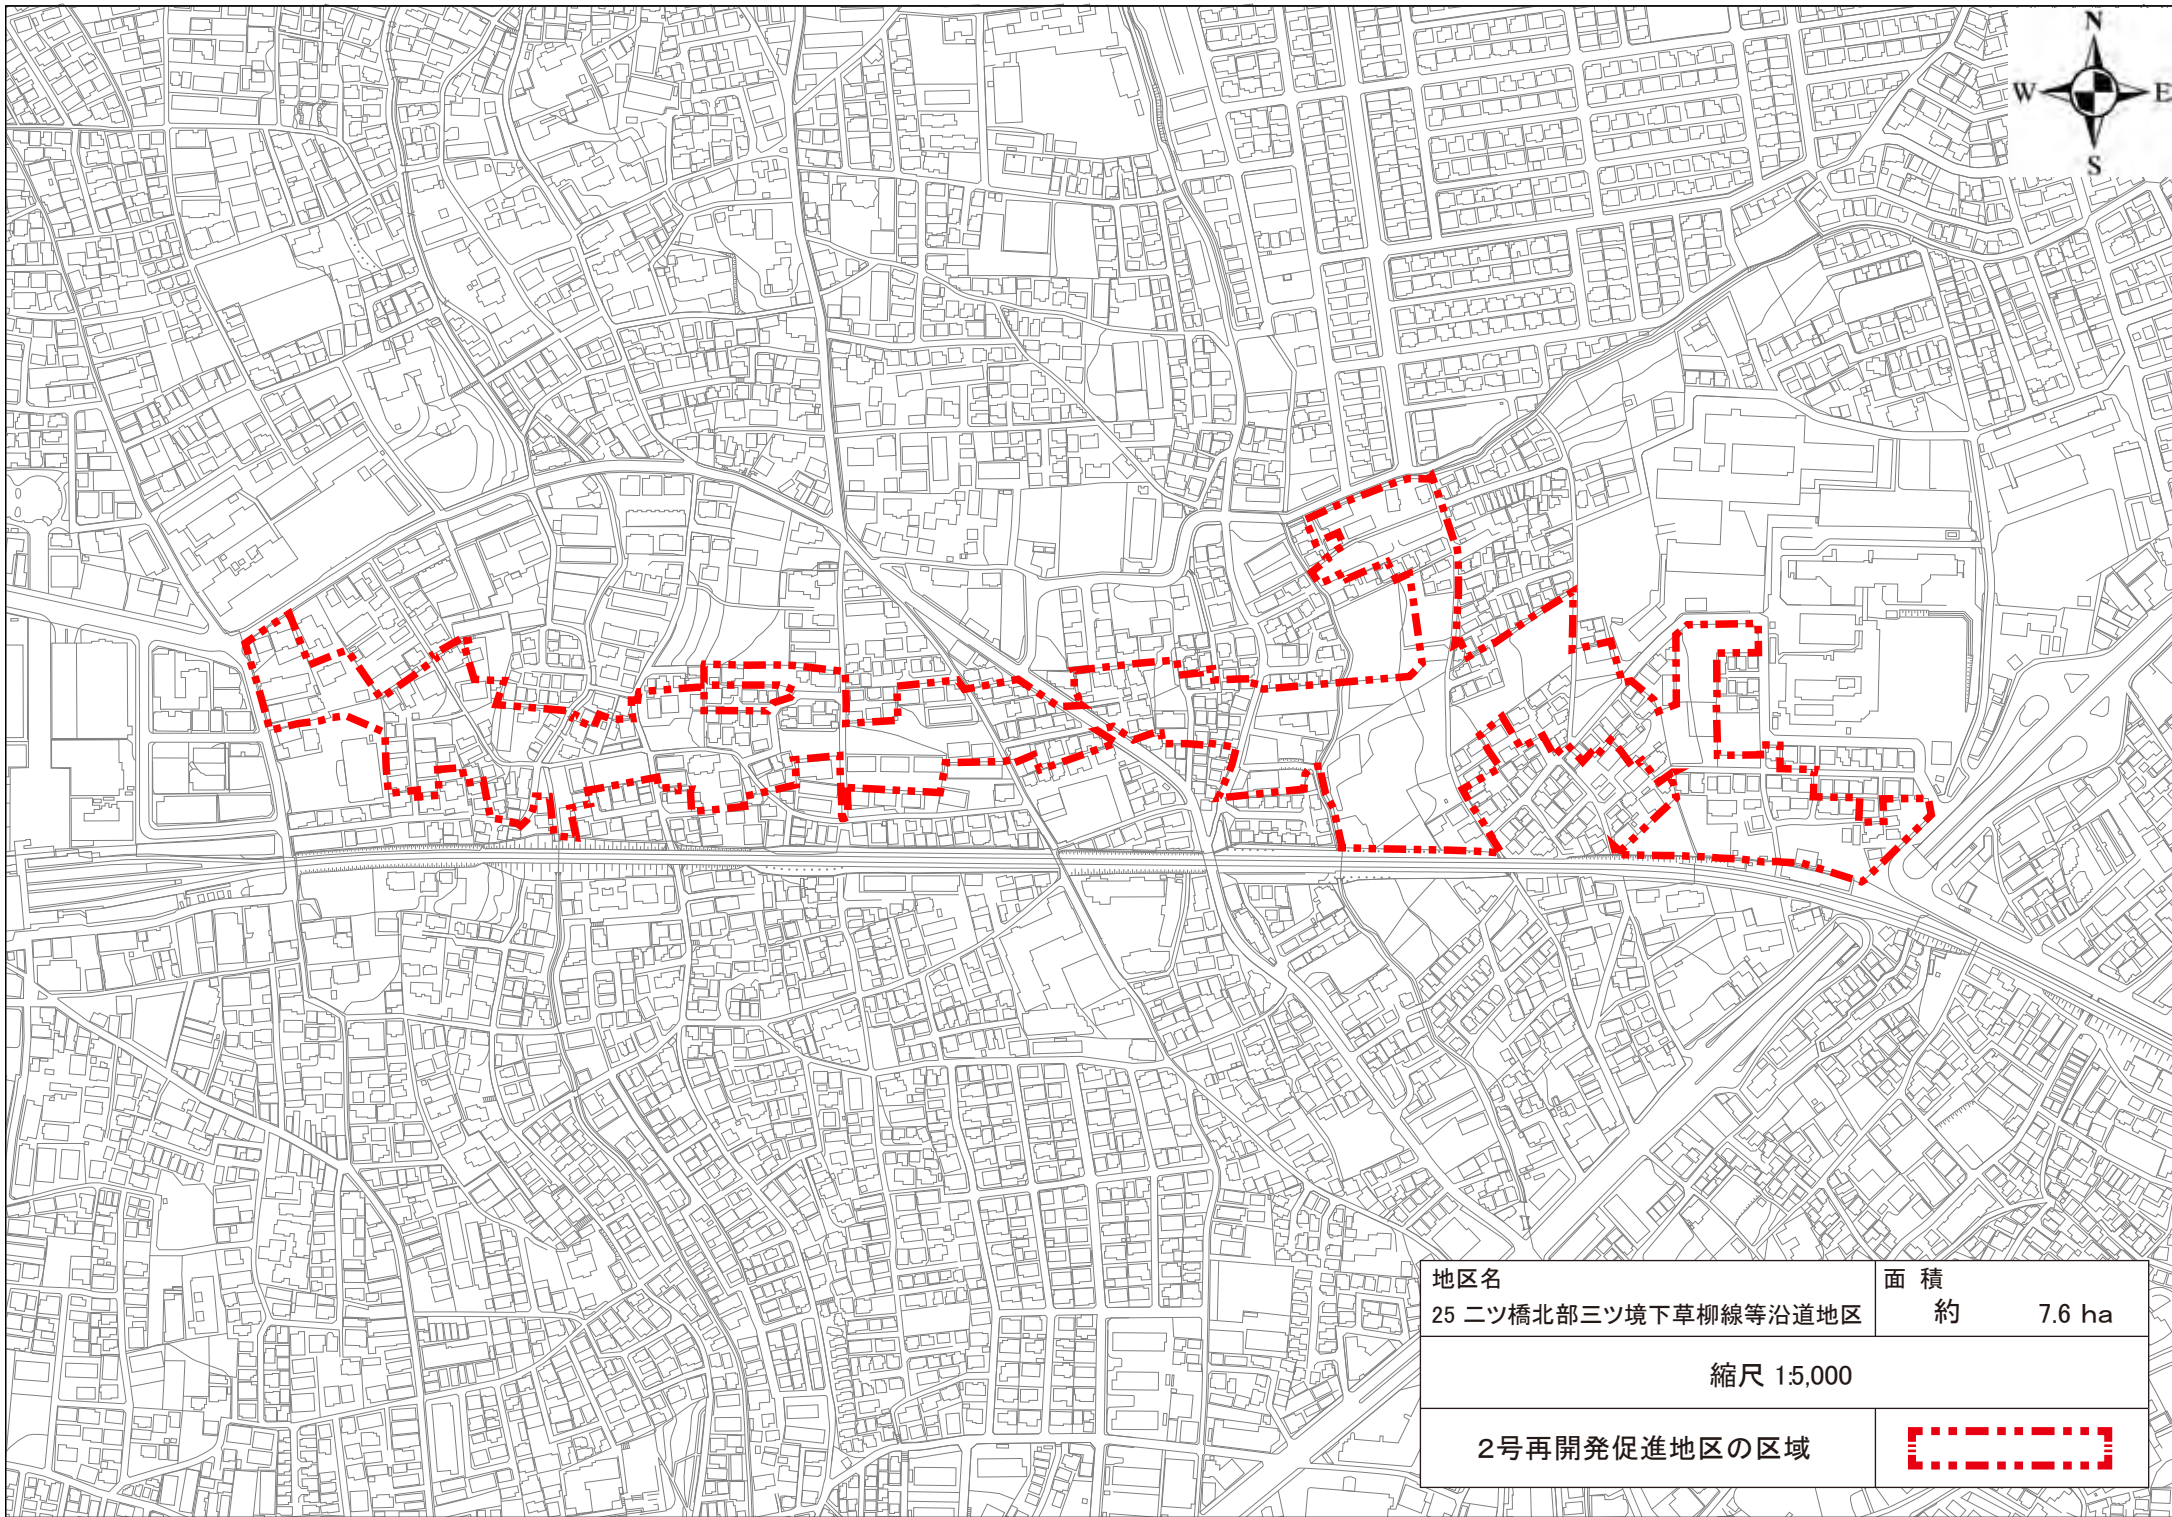 N
W E
S
地区名
25 二ツ橋北部三ツ境下草柳線等沿道地区
面 積
約 7.6 ha
縮尺 1:5,000
2号再開発促進地区の区域